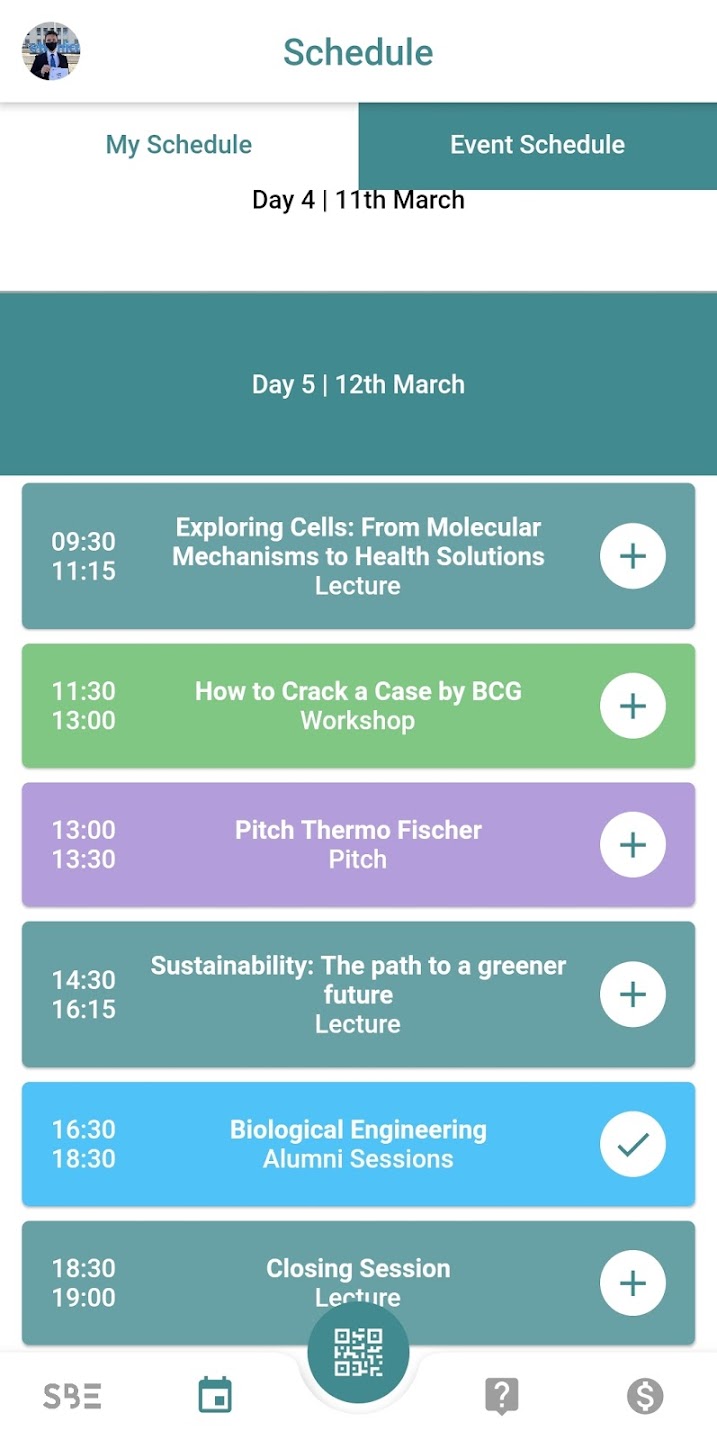 Schedule
My Schedule
Event Schedule
Day 4 | 11th March
Day 5 | 12th March
09:30
11:15
Exploring Cells: From Molecular
Mechanisms to Health Solutions
Lecture
11:30
13:00
How to Crack a Case by BCG
Workshop
13:00
13:30
Pitch Thermo Fischer
Pitch
14:30
16:15
Sustainability: The path to a greener
future
Lecture
16:30
18:30
Biological Engineering
Alumni Sessions
18:30
19:00
Closing Session
Lecture
SBE